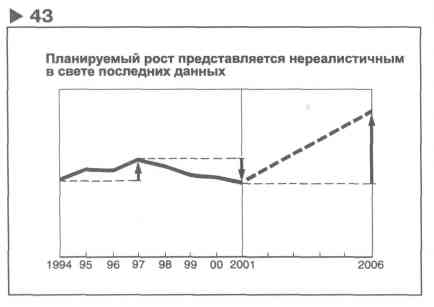 ▶ 43
Планируемый рост представляется нереалистичным
в свете последних данных
1994 95 96 97 98 99 00 2001 2006